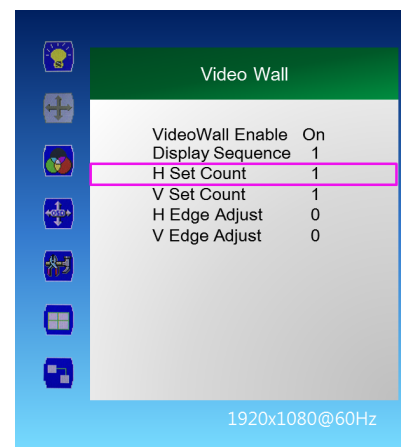 Video Wall
VideoWall Enable On
Display Sequence 1
H Set Count 1
V Set Count 1
H Edge Adjust 0
V Edge Adjust 0
1920x1080@60Hz